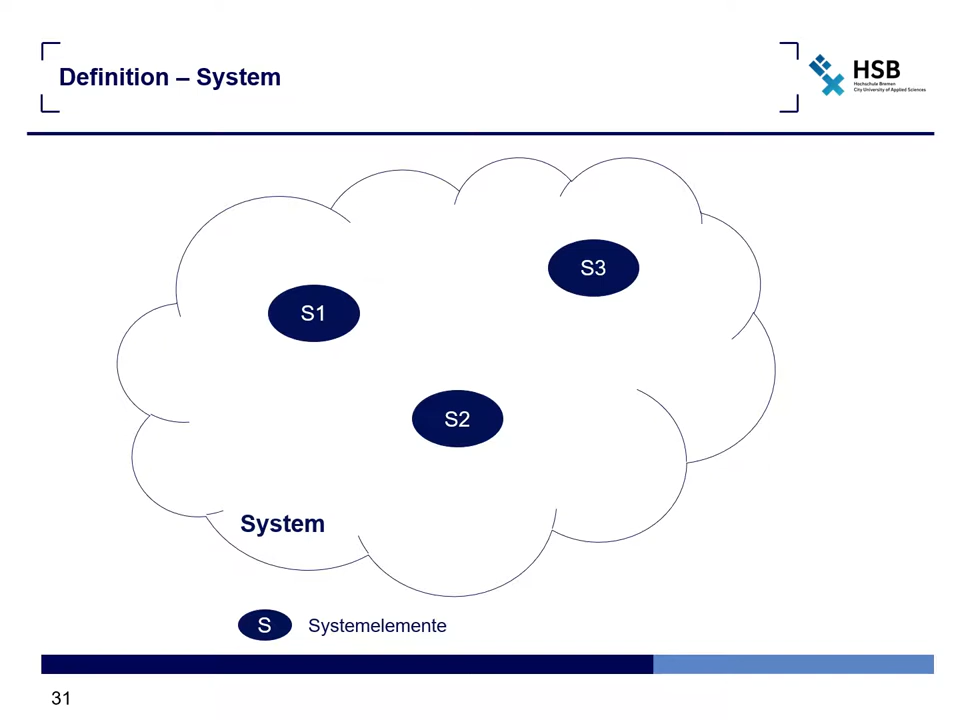 Definition – System
HSB
Hochschule Bremen
City University of Applied Sciences
S3
S1
S2
System
S Systemelemente
31